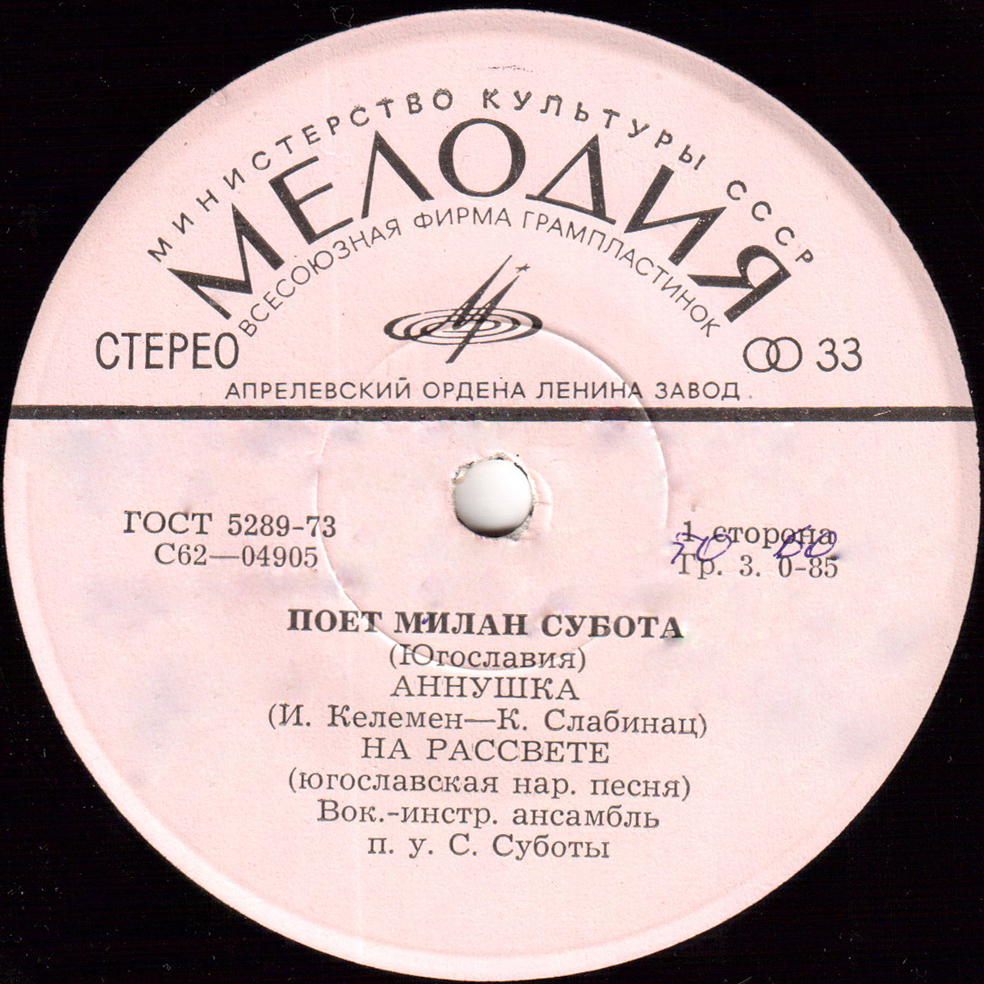 МИНИСТЕРСТВО КУЛЬТУРЫ СССР
МЕЛОДИЯ
ВСЕСОЮЗНАЯ ФИРМА ГРАМПЛАСТИНОК
СТЕРЕО
33
АПРЕЛЕВСКИЙ ОРДЕНА ЛЕНИНА ЗАВОД
ГОСТ 5289-73
С62—04905
1 сторона
Гр. 3. 0-85
ПОЕТ МИЛАН СУБОТА
(Югославия)
АННУШКА
(И. Келемен—К. Слабинац)
НА РАССВЕТЕ
(югославская нар. песня)
Вок.-инстр. ансамбль
п. у. С. Суботы